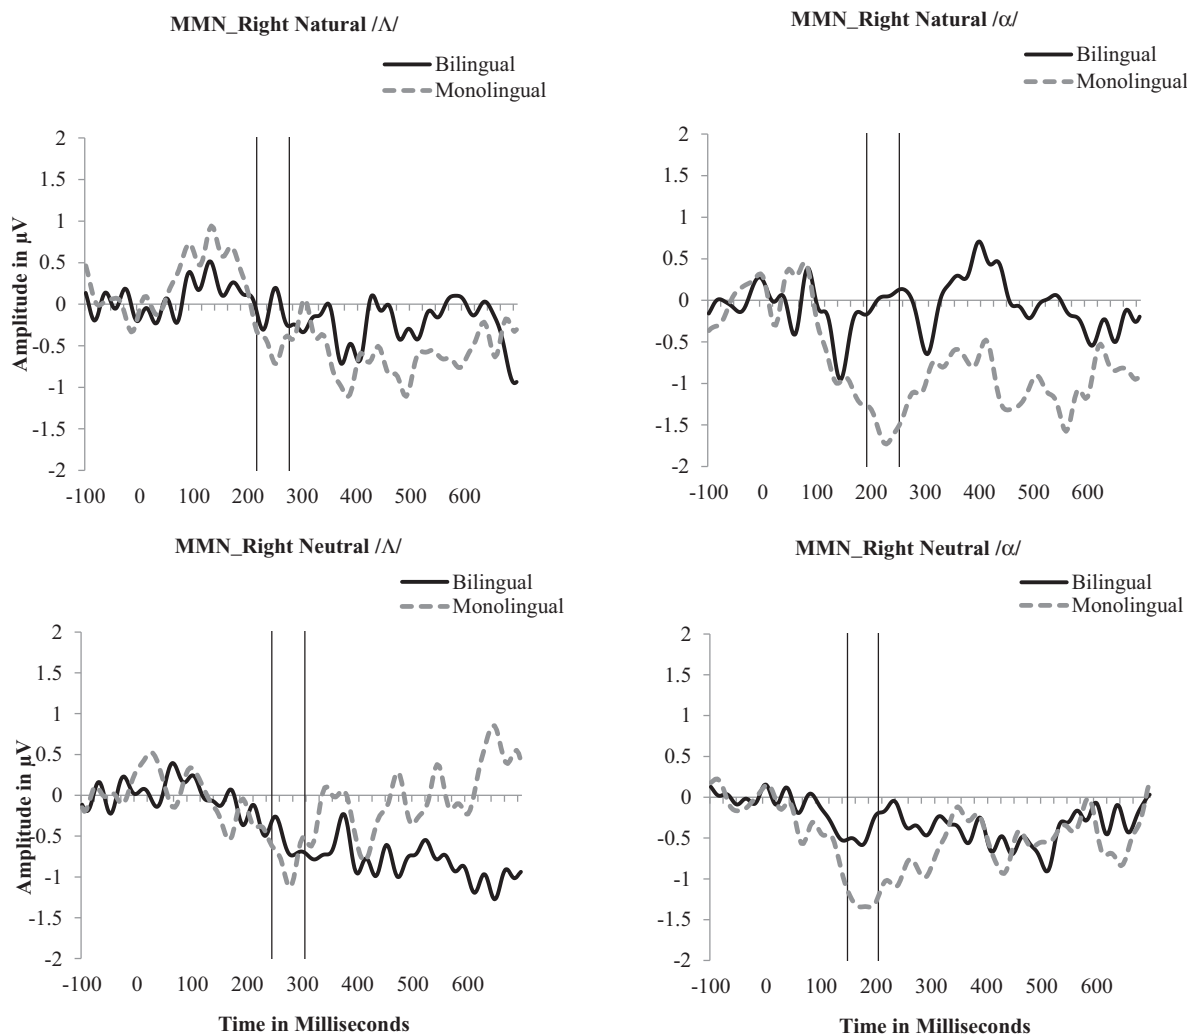 MMN_Right Natural /Λ/
Bilingual
Monolingual
Amplitude in µV
2
1.5
1
0.5
0
-0.5
-1
-1.5
-2
-100 0 100 200 300 400 500 600
MMN_Right Natural /α/
Bilingual
Monolingual
2
1.5
1
0.5
0
-0.5
-1
-1.5
-2
-100 0 100 200 300 400 500 600
MMN_Right Neutral /Λ/
Bilingual
Monolingual
Amplitude in µV
2
1.5
1
0.5
0
-0.5
-1
-1.5
-2
-100 0 100 200 300 400 500 600
Time in Milliseconds
MMN_Right Neutral /α/
Bilingual
Monolingual
2
1.5
1
0.5
0
-0.5
-1
-1.5
-2
-100 0 100 200 300 400 500 600
Time in Milliseconds